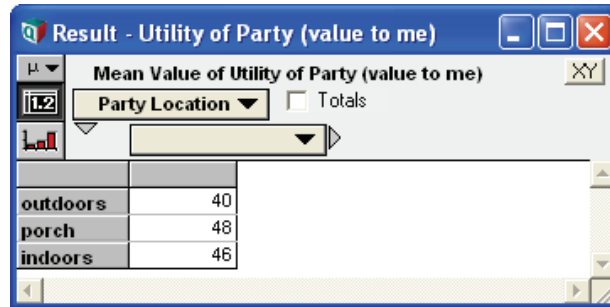 Result - Utility of Party (value to me)
μ
Mean Value of Utility of Party (value to me)
XY
1.2
Party Location
Totals
outdoors 40
porch 48
indoors 46